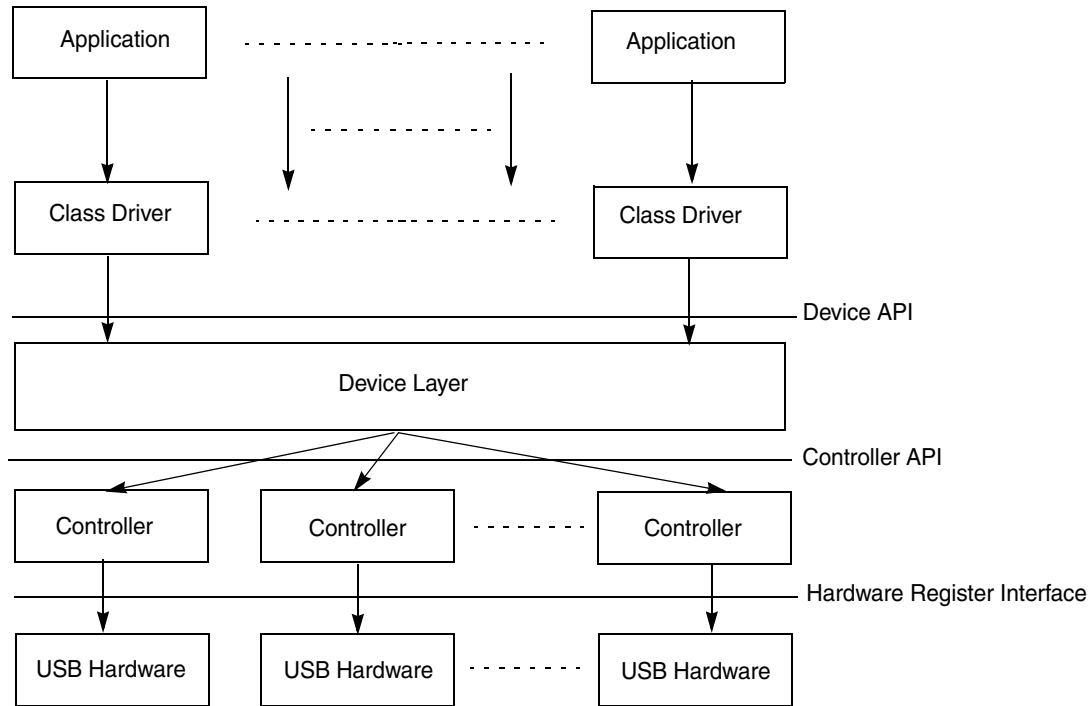 Application
Application
Class Driver
Class Driver
Device API
Device Layer
Controller API
Controller
Controller
Controller
Hardware Register Interface
USB Hardware
USB Hardware
USB Hardware